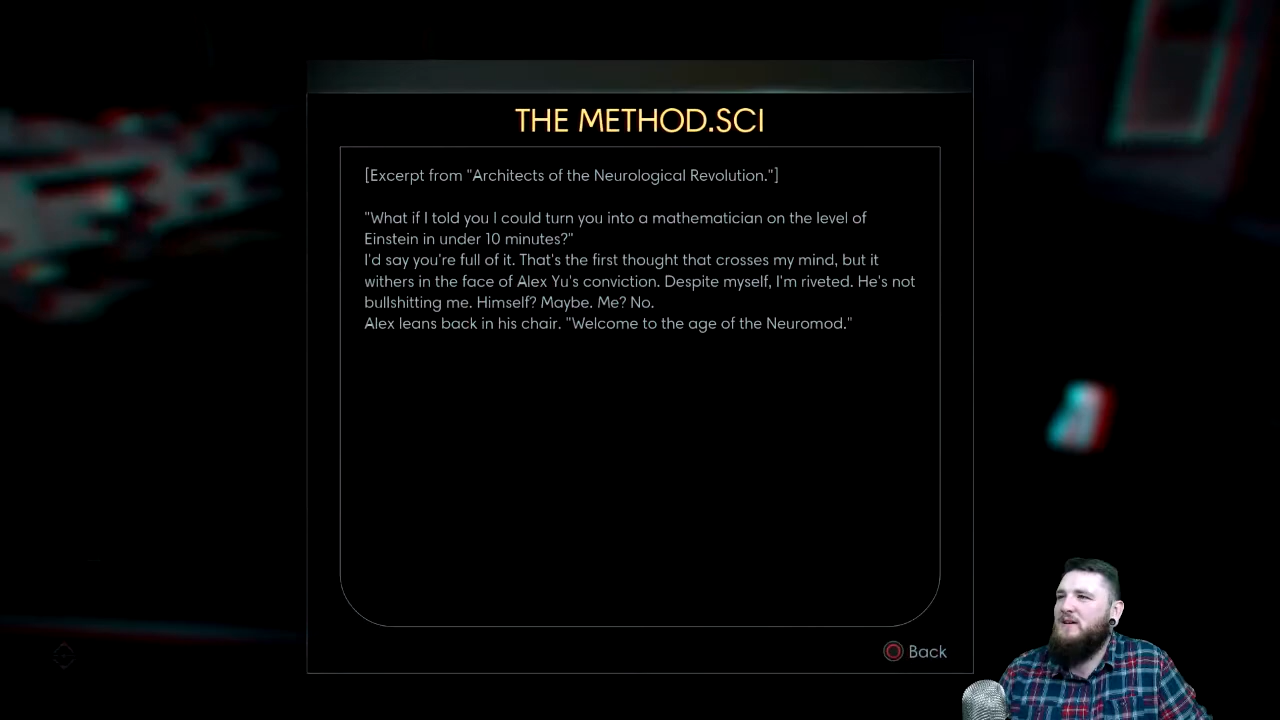 THE METHOD.SCI
[Excerpt from "Architects of the Neurological Revolution."]
"What if I told you I could turn you into a mathematician on the level of
Einstein in under 10 minutes?"
I'd say you're full of it. That's the first thought that crosses my mind, but it
withers in the face of Alex Yu's conviction. Despite myself, I'm riveted. He's not
bullshitting me. Himself? Maybe. Me? No.
Alex leans back in his chair. "Welcome to the age of the Neuromod."
Back